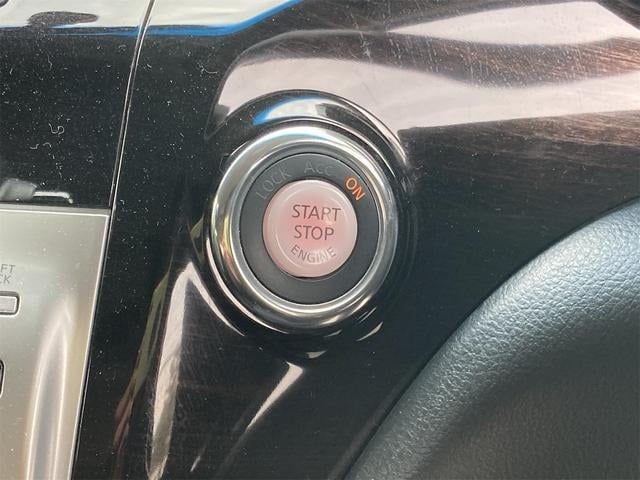 LOCK ACC ON
START
STOP
ENGINE